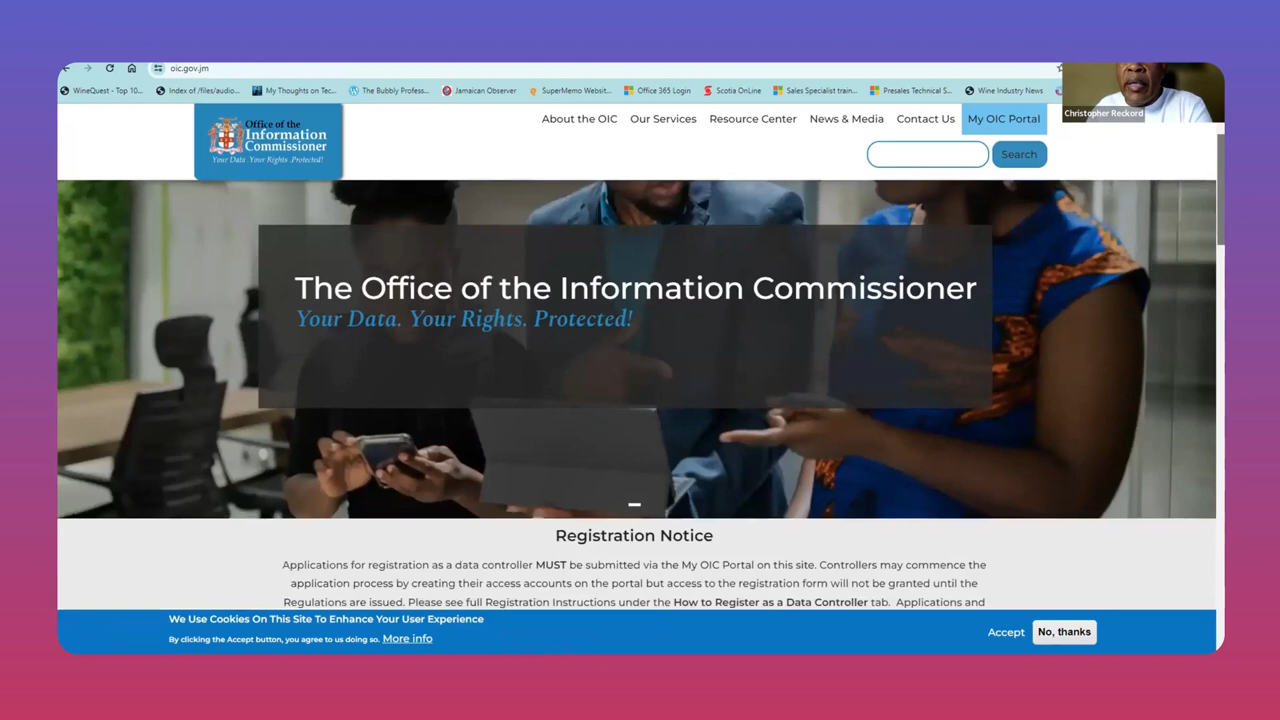 oic.gov.jm
WineQuest - Top 10...
Index of /files/audio...
My Thoughts on Tec...
The Bubbly Profess...
Jamaican Observer
SuperMemo Websit...
Office 365 Login
Scotia OnLine
Sales Specialist train...
Presales Technical S...
Wine Industry News
Christopher Reckord
Office of the
Information
Commissioner
Your Data .Your Rights .Protected!
About the OIC
Our Services
Resource Center
News & Media
Contact Us
My OIC Portal
Search
The Office of the Information Commissioner
Your Data. Your Rights. Protected!
Registration Notice
Applications for registration as a data controller MUST be submitted via the My OIC Portal on this site. Controllers may commence the
application process by creating their access accounts on the portal but access to the registration form will not be granted until the
Regulations are issued. Please see full Registration Instructions under the How to Register as a Data Controller tab. Applications and
We Use Cookies On This Site To Enhance Your User Experience
By clicking the Accept button, you agree to us doing so. More info
Accept
No, thanks